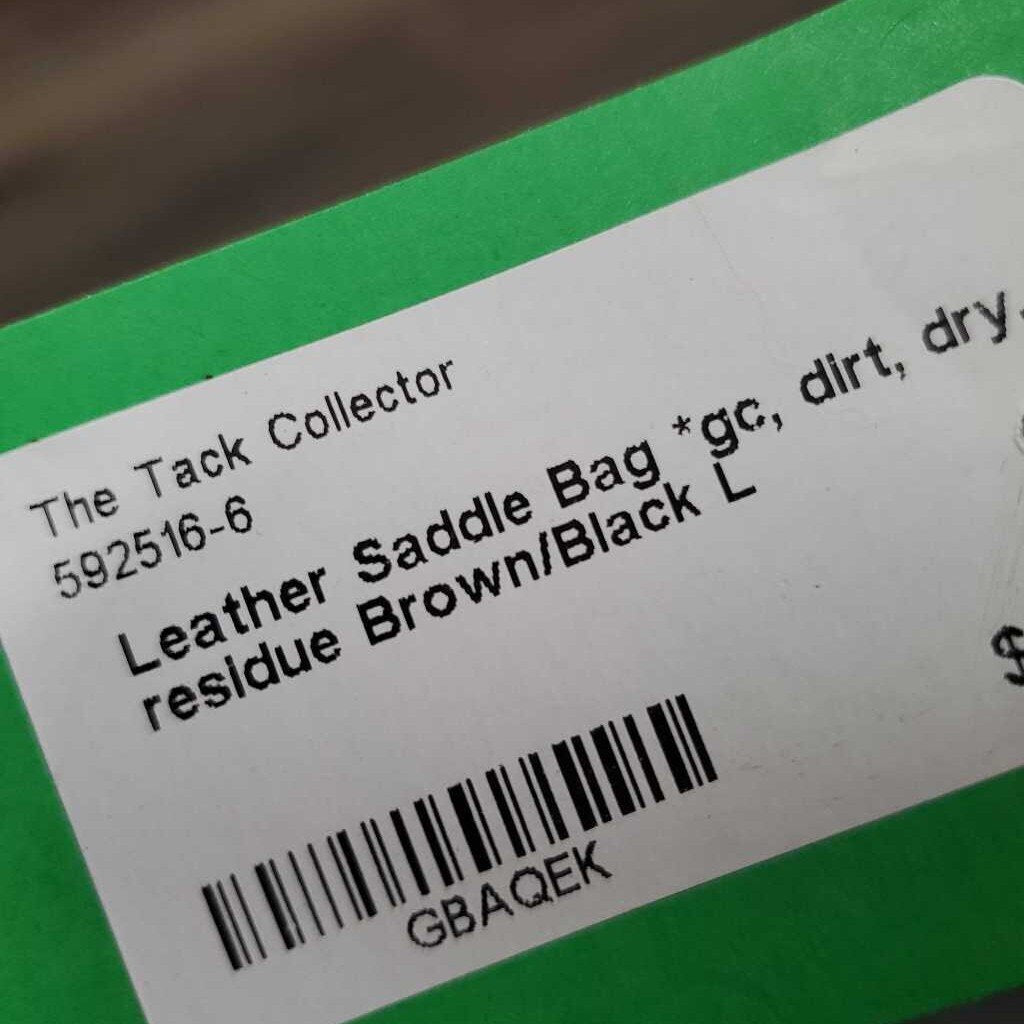 The Tack Collector
592516-6
Leather Saddle Bag *gc, dirt, dry,
residue Brown/Black L
$
GBAQEK